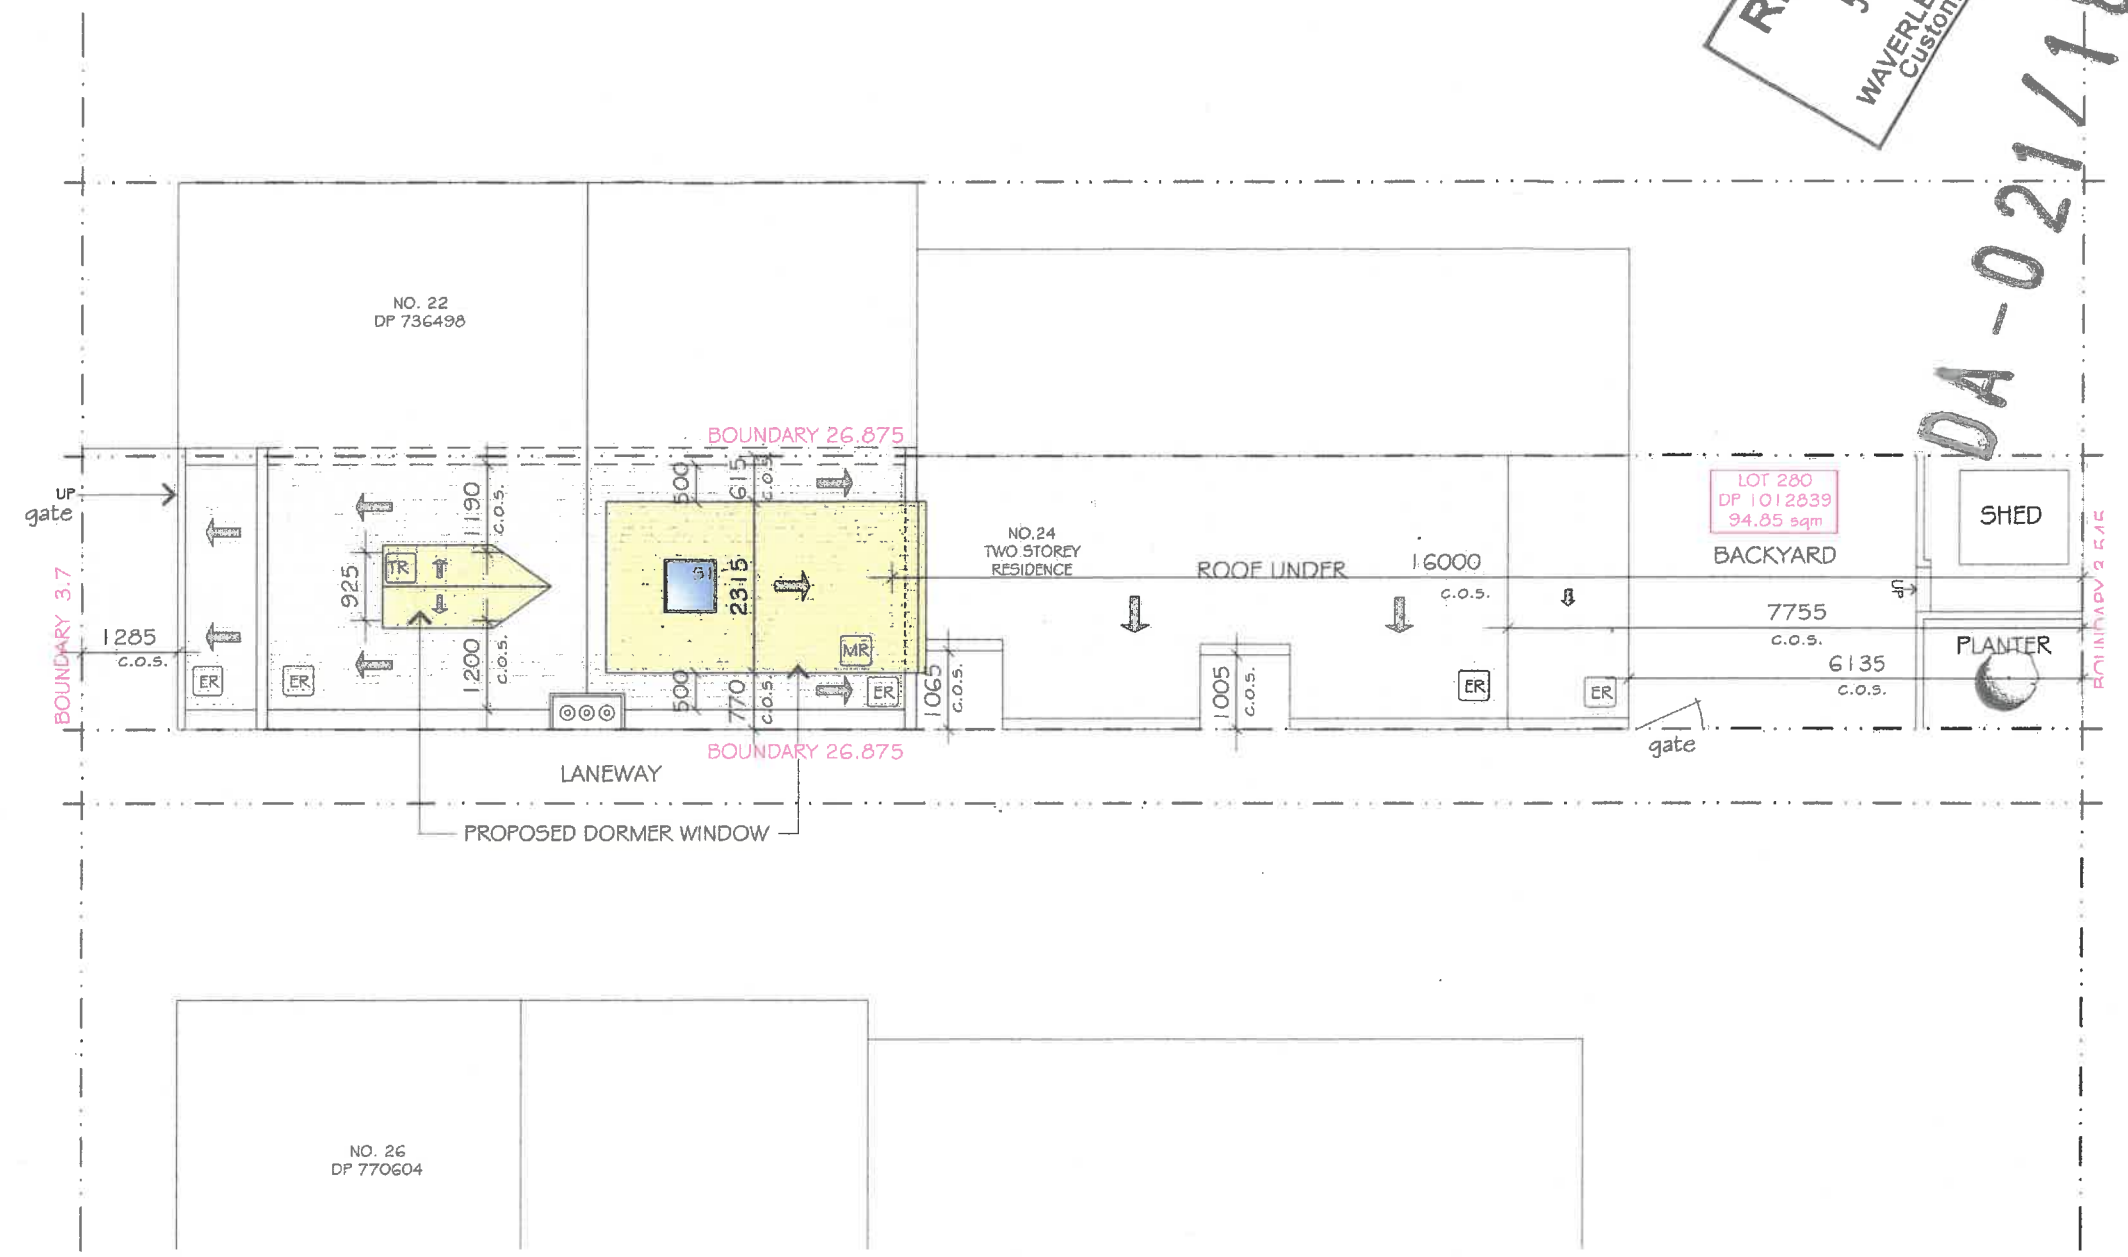 WAVERLE
Custom
DA-021/1
NO. 22
DP 736498
BOUNDARY 26.875
UP
gate
BOUNDARY 3.7
1285
c.o.s.
ER
ER
TR
925
1190
c.o.s.
1200
c.o.s.
500
615
c.o.s.
2315
500
770
c.o.s.
MR
ER
1065
c.o.s.
NO.24
TWO STOREY
RESIDENCE
ROOF UNDER
16000
c.o.s.
1005
c.o.s.
ER
ER
LOT 280
DP 1012839
94.85 sqm
BACKYARD
UP
7755
c.o.s.
6135
c.o.s.
SHED
PLANTER
gate
BOUNDARY 26.875
LANEWAY
PROPOSED DORMER WINDOW
NO. 26
DP 770604